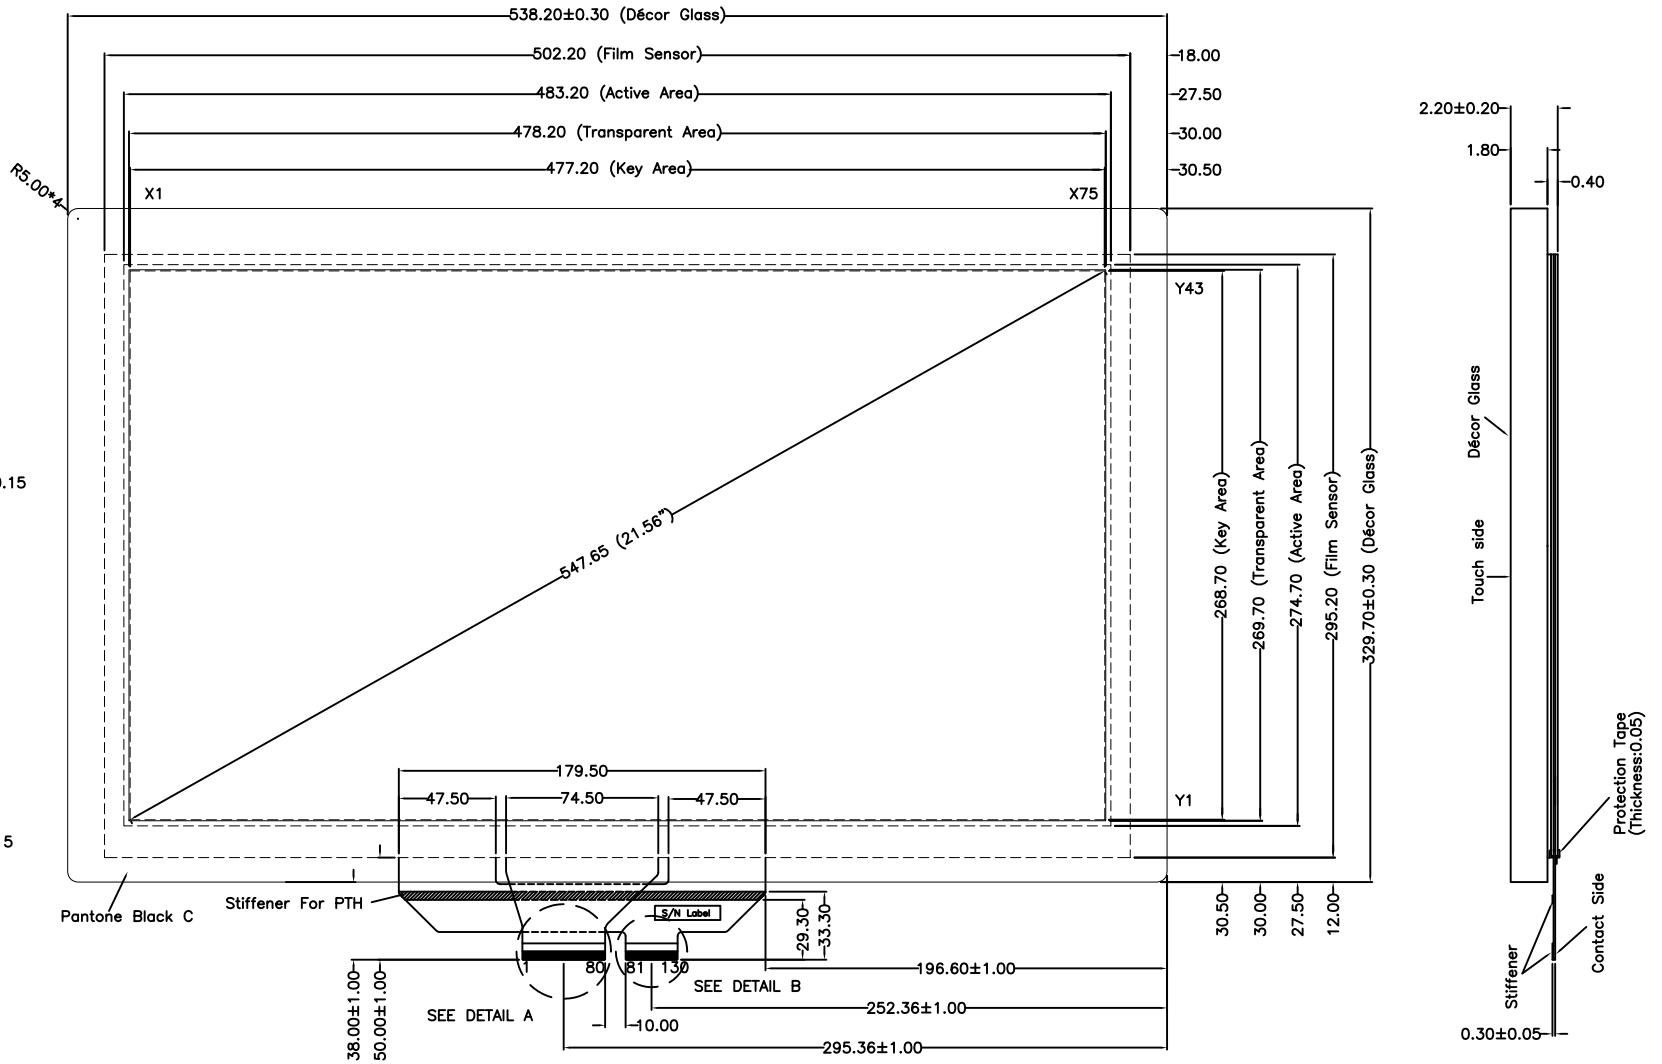 538.20±0.30 (Décor Glass)
502.20 (Film Sensor)
18.00
483.20 (Active Area)
27.50
478.20 (Transparent Area)
30.00
477.20 (Key Area)
30.50
R5.00*4
X1
X75
Y43
547.65 (21.56")
268.70 (Key Area)
269.70 (Transparent Area)
274.70 (Active Area)
295.20 (Film Sensor)
329.70±0.30 (Décor Glass)
0.15
5
Y1
179.50
47.50
74.50
47.50
Pantone Black C
Stiffener For PTH
S/N Label
1
80
81
130
SEE DETAIL A
SEE DETAIL B
10.00
29.30
33.30
38.00±1.00
50.00±1.00
196.60±1.00
252.36±1.00
295.36±1.00
30.50
30.00
27.50
12.00
2.20±0.20
1.80
0.40
Décor Glass
Touch side
Protection Tape
(Thickness:0.05)
Contact Side
Stiffener
0.30±0.05